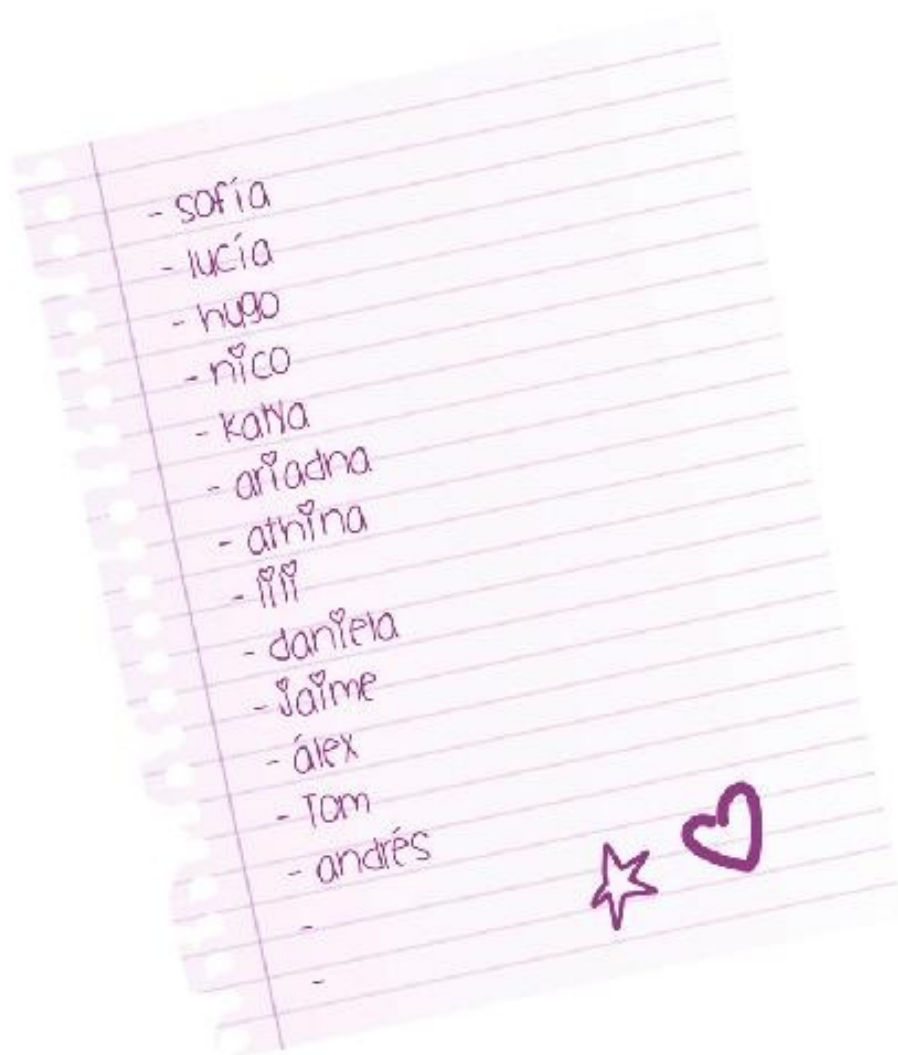 - sofía
- lucía
- hugo
- nico
- katya
- ariadna
- athina
- lili
- daniela
- jaime
- álex
- Tom
- andrés
-
-